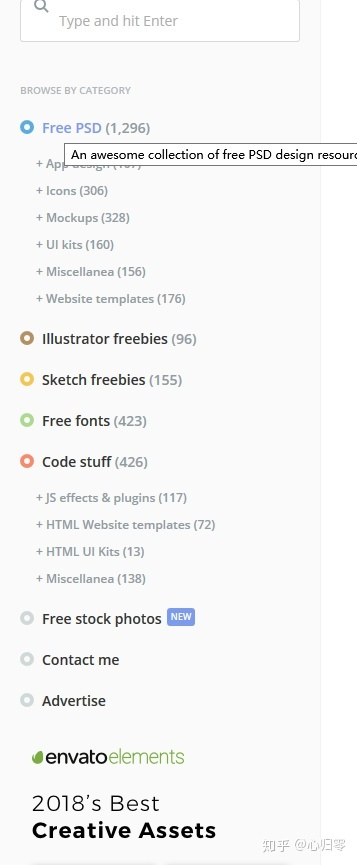 Type and hit Enter
BROWSE BY CATEGORY
Free PSD (1,296)
An awesome collection of free PSD design
+ App design
+ Icons (306)
+ Mockups (328)
+ UI kits (160)
+ Miscellanea (156)
+ Website templates (176)
Illustrator freebies (96)
Sketch freebies (155)
Free fonts (423)
Code stuff (426)
+ JS effects & plugins (117)
+ HTML Website templates (72)
+ HTML UI Kits (13)
+ Miscellanea (138)
Free stock photos NEW
Contact me
Advertise
envatoelements
2018's Best
Creative Assets
知乎 @心归零